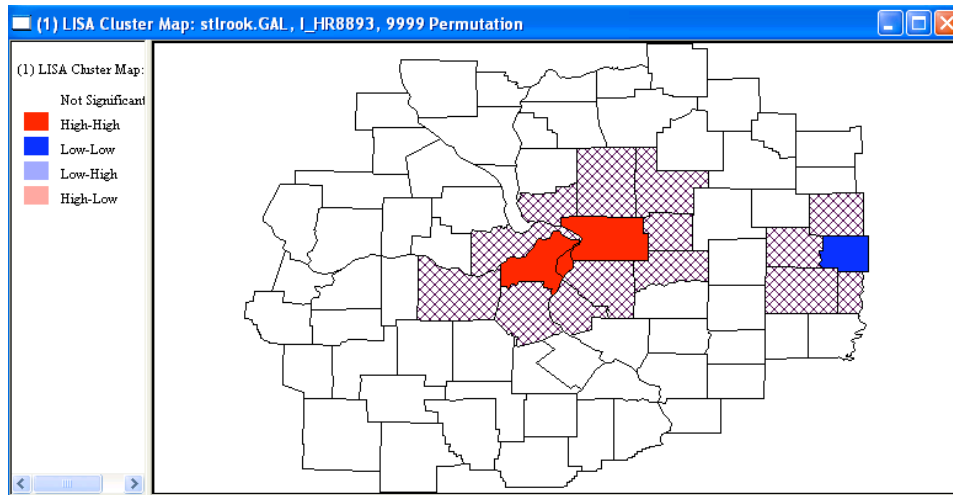 (1) LISA Cluster Map: stlrook.GAL, I_HR8893, 9999 Permutation
(1) LISA Cluster Map:
Not Significant
High-High
Low-Low
Low-High
High-Low